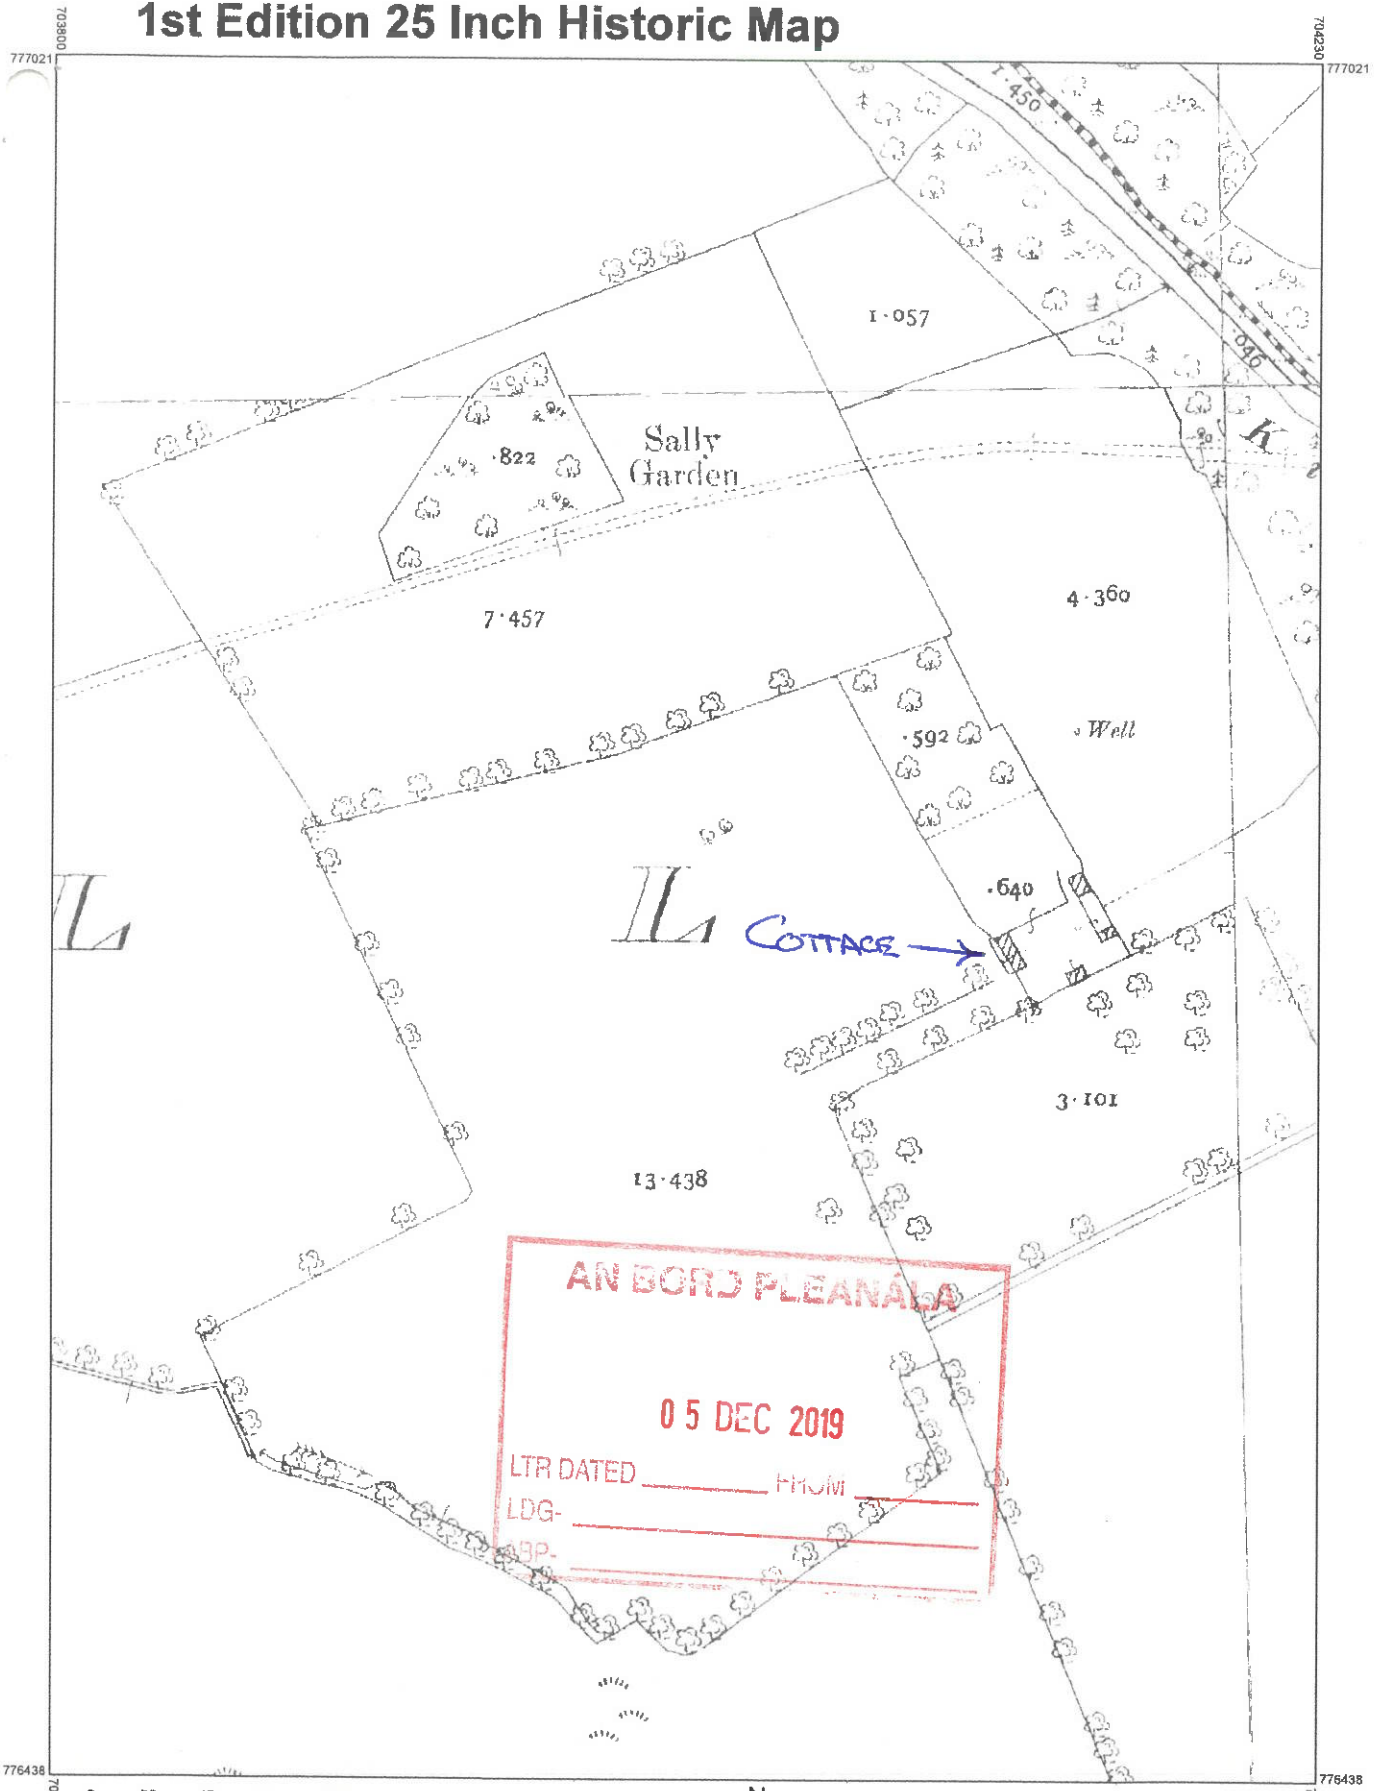 1st Edition 25 Inch Historic Map
703800
704230
777021
777021
1·450
1·057
·046
Sally
Garden
·822
K
7·457
4·360
·592
Well
·640
L
L
COTTAGE
3·101
13·438
AN BORD PLEANÁLA
05 DEC 2019
LTR DATED FROM
LDG-
ABP-
776438
776438